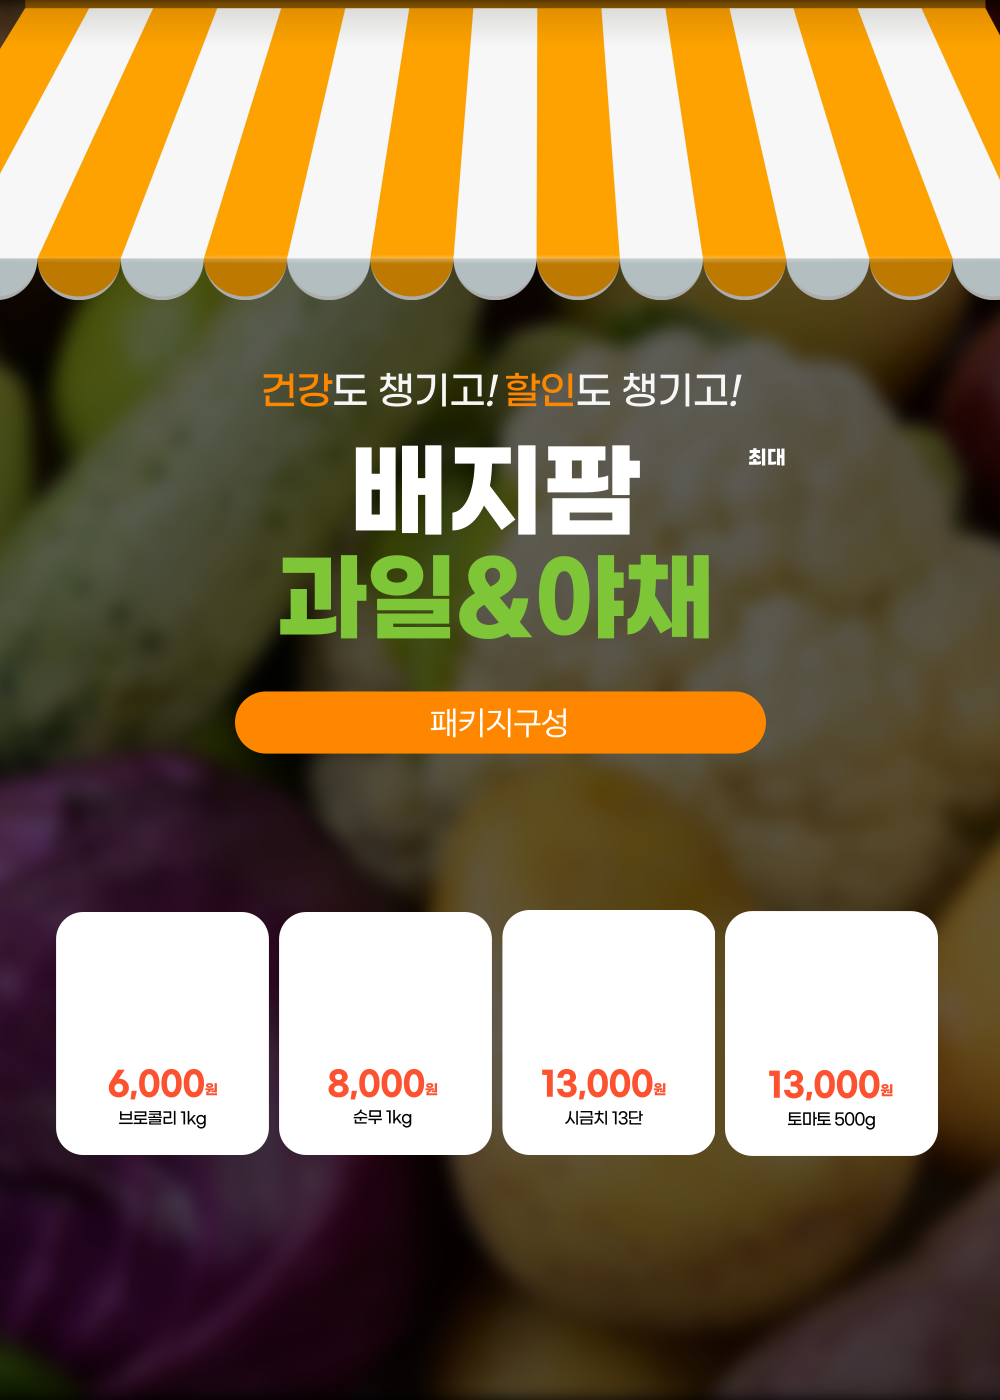 건강도 챙기고! 할인도 챙기고!
배지팜
최대
과일&야채
패키지구성
6,000원
브로콜리 1kg
8,000원
순무 1kg
13,000원
시금치 13단
13,000원
토마토 500g